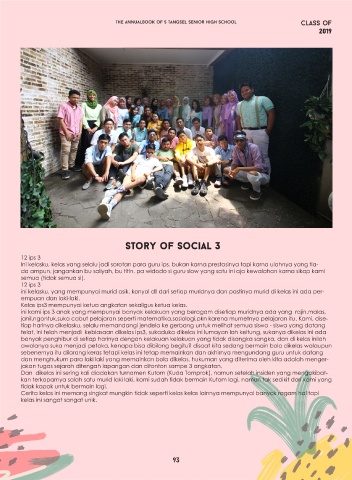 THE ANNUALBOOK OF 5 TANGSEL SENIOR HIGH SCHOOL
CLASS OF
2019
STORY OF SOCIAL 3
12 ips 3
Ini kelasku, kelas yang selalu jadi sorotan para guru ips. bukan karna prestasinya tapi karna ulahnya yang tia-
da ampun. jangankan bu soliyah, bu titin. pa widodo si guru slow yang satu ini aja kewalahan karna sikap kami
semua (tidak semua si).
12 ips 3
ini kelasku, yang mempunyai murid asik, konyol dll dari setiap muridnya dan pastinya murid di kelas ini ada per-
empuan dan laki-laki.
Kelas ips3 mempunyai ketua angkatan sekaligus ketua kelas.
ini kami ips 3 anak yang mempunyai banyak kelakuan yang beragam disetiap muridnya ada yang rajin,malas,
jahil,ngantuk,suka cabut pelajaran seperti matematika,sosiologi,pkn karena mumetnya pelajaran itu. Kami, dise-
tiap harinya dikelasku, selalu memandangi jendela ke gerbang untuk melihat semua siswa - siswa yang datang
telat. ini telah menjadi kebiasaan dikelas ips3, sukaduka dikelas ini lumayan lah keitung, sukanya dikelas ini ada
banyak penghibur di setiap harinya dengan kelakuan kelakuan yang tidak disangka sangka, dan di kelas inilah
awalanya suka menjadi petaka, kenapa bisa dibilang begitu? disaat kita sedang bermain bola dikelas walaupun
sebenernya itu dilarang keras tetapi kelas ini tetap memainkan dan akhirnya mengundang guru untuk datang
dan menghukum para laki laki yang memainkan bola dikelas, hukuman yang diterima oleh kita adalah menger-
jakan tugas sejarah ditengah lapangan dan ditonton sampe 3 angkatan.
Dan dikelas ini sering kali diadakan turnamen Kutom (Kuda Tomprok), namun setelah insiden yang mengakibat-
kan terkaparnya salah satu murid laki laki, kami sudah tidak bermain Kutom lagi, namun tak sedikit dari kami yang
tidak kapok untuk bermain lagi.
Cerita kelas ini memang singkat mungkin tidak seperti kelas kelas lainnya mempunyai banyak ragam hal tapi
kelas ini sangat sangat unik.
93